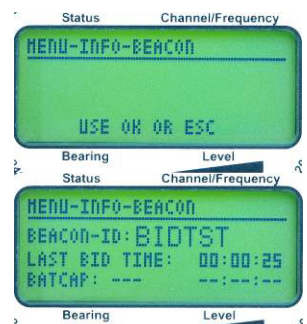 Status Channel/Frequency
MENU-INFO-BEACON
USE OK OR ESC
Bearing Level
Status Channel/Frequency
MENU-INFO-BEACON
BEACON-ID: BIDTST
LAST BID TIME: 00:00:25
BATCAP: --- --:--:--
Bearing Level